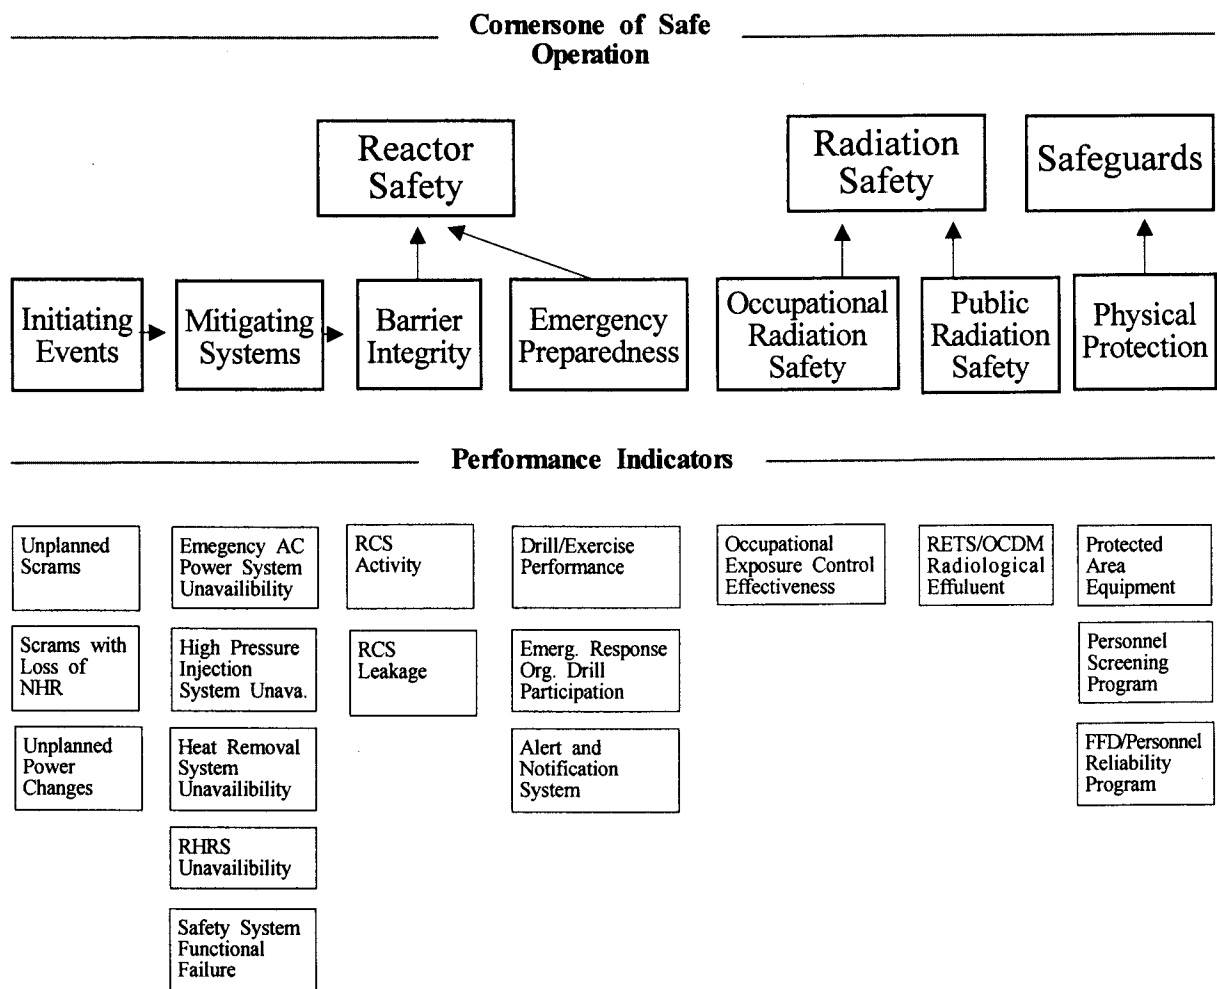 Cornersone of Safe
Operation
Reactor
Safety
Radiation
Safety
Safeguards
Initiating
Events
Mitigating
Systems
Barrier
Integrity
Emergency
Preparedness
Occupational
Radiation
Safety
Public
Radiation
Safety
Physical
Protection
Performance Indicators
Unplanned
Scrams
Emegency AC
Power System
Unavailibility
RCS
Activity
Drill/Exercise
Performance
Occupational
Exposure Control
Effectiveness
RETS/OCDM
Radiological
Effuluent
Protected
Area
Equipment
Scrams with
Loss of
NHR
High Pressure
Injection
System Unava.
RCS
Leakage
Emerg. Response
Org. Drill
Participation
Personnel
Screening
Program
Unplanned
Power
Changes
Heat Removal
System
Unavailibility
Alert and
Notification
System
FFD/Personnel
Reliability
Program
RHRS
Unavailibility
Safety System
Functional
Failure